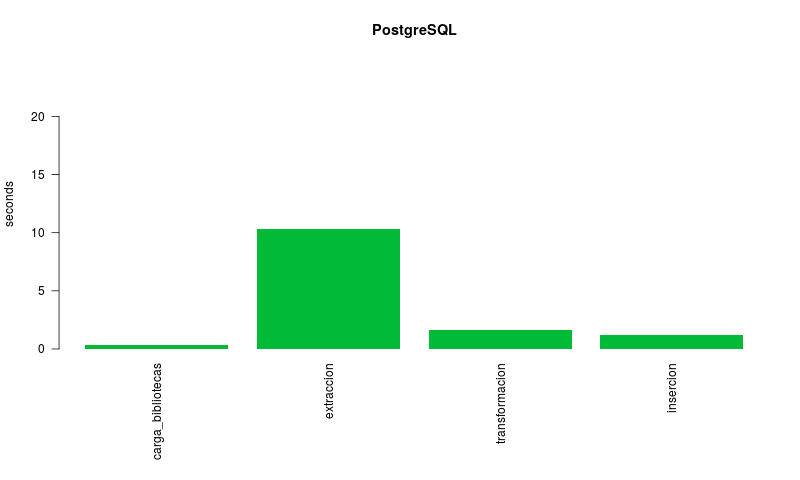 PostgreSQL
seconds
20
15
10
5
0
carga_bibliotecas
extraccion
transformacion
insercion